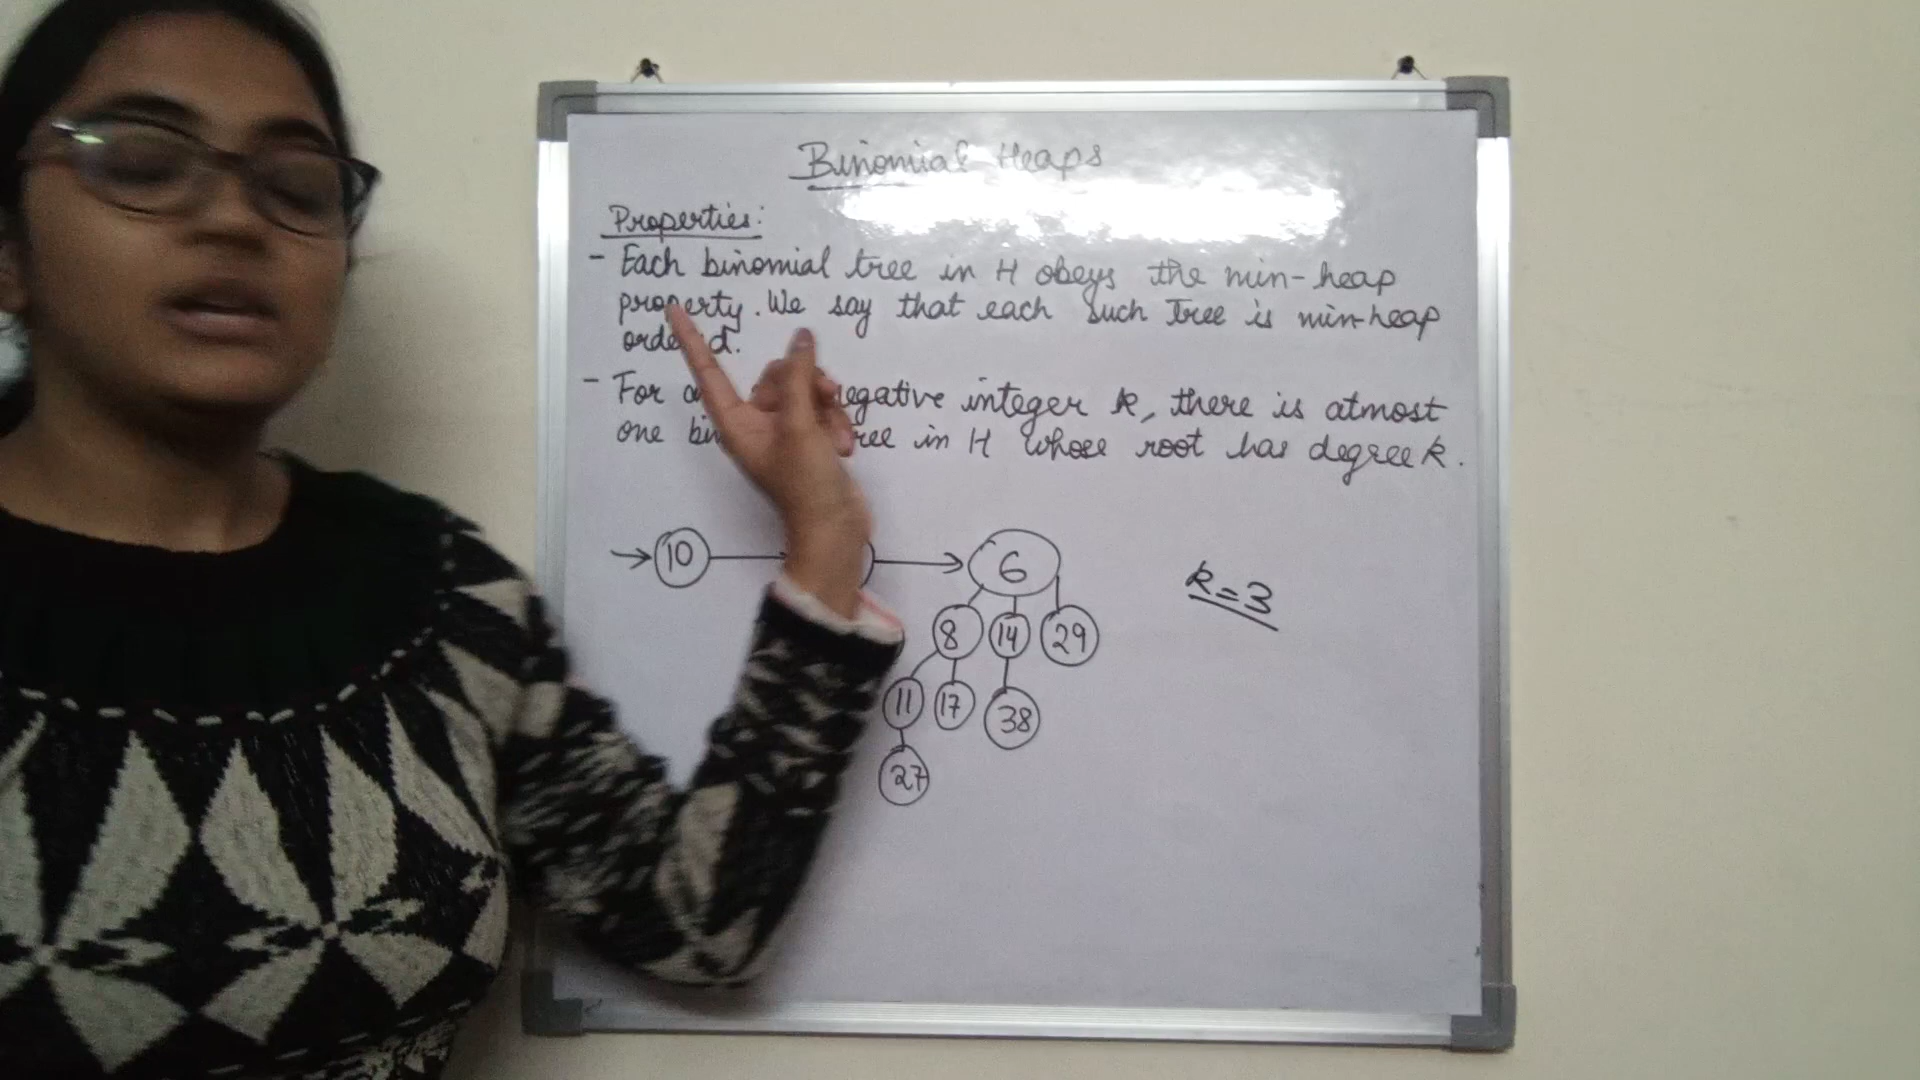 Binomial Heaps
Properties:
- Each binomial tree in H obeys the min-heap
property. We say that each such Tree is min-heap
d.
- For negative integer k, there is atmost
one in H whose root has degree k.
10
6
k=3
8 14 29
11 17 38
27